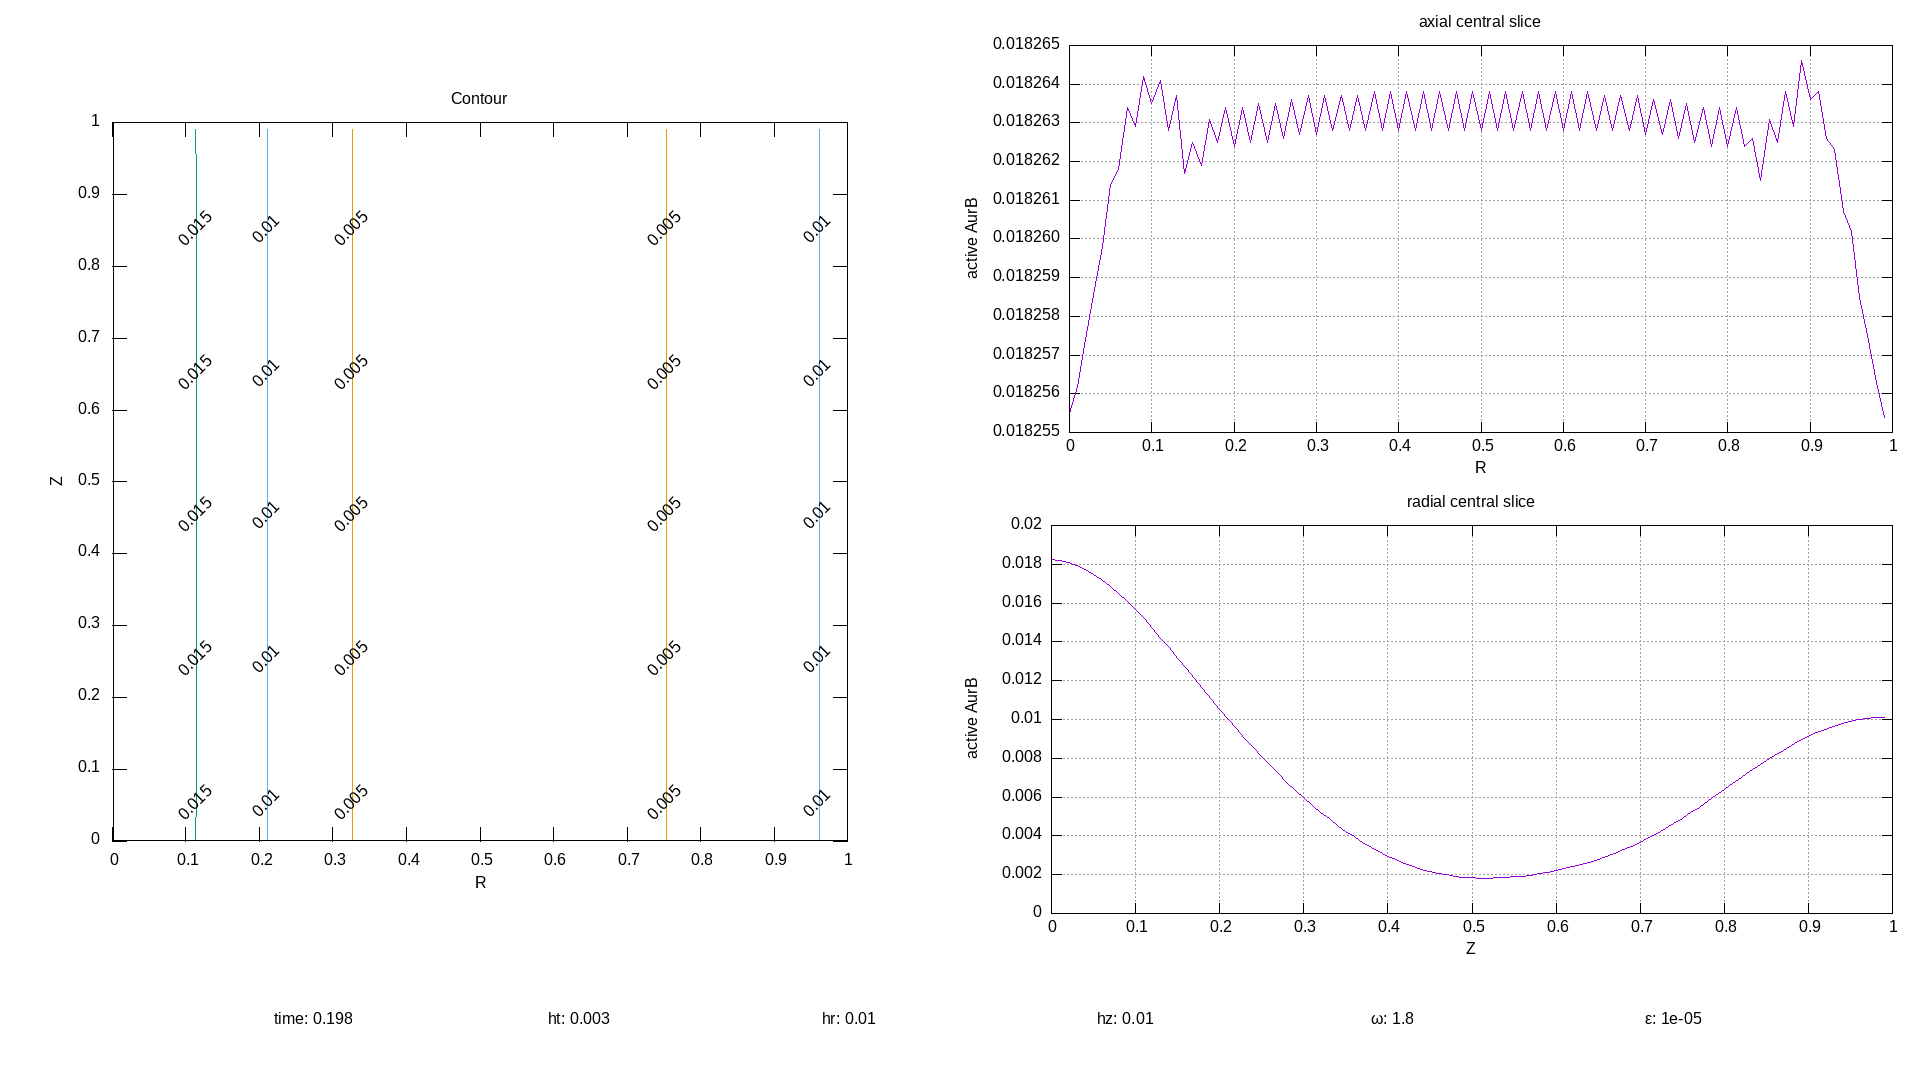 Contour
1
0.9
0.8
0.7
0.6
0.5
0.4
0.3
0.2
0.1
0
Z
0.015 0.01 0.005 0.005 0.01
0.015 0.01 0.005 0.005 0.01
0.015 0.01 0.005 0.005 0.01
0.015 0.01 0.005 0.005 0.01
0.015 0.01 0.005 0.005 0.01
0 0.1 0.2 0.3 0.4 0.5 0.6 0.7 0.8 0.9 1
R
axial central slice
0.018265
0.018264
0.018263
0.018262
0.018261
0.018260
0.018259
0.018258
0.018257
0.018256
0.018255
active AurB
0 0.1 0.2 0.3 0.4 0.5 0.6 0.7 0.8 0.9 1
R
radial central slice
0.02
0.018
0.016
0.014
0.012
0.01
0.008
0.006
0.004
0.002
0
active AurB
0 0.1 0.2 0.3 0.4 0.5 0.6 0.7 0.8 0.9 1
Z
time: 0.198 ht: 0.003 hr: 0.01 hz: 0.01 ω: 1.8 ε: 1e-05